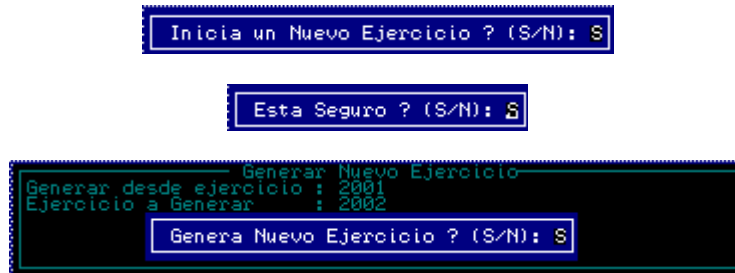 Inicia un Nuevo Ejercicio ? (S/N): S
Esta Seguro ? (S/N): S
Generar Nuevo Ejercicio
Generar desde ejercicio : 2001
Ejercicio a Generar : 2002
Genera Nuevo Ejercicio ? (S/N): S